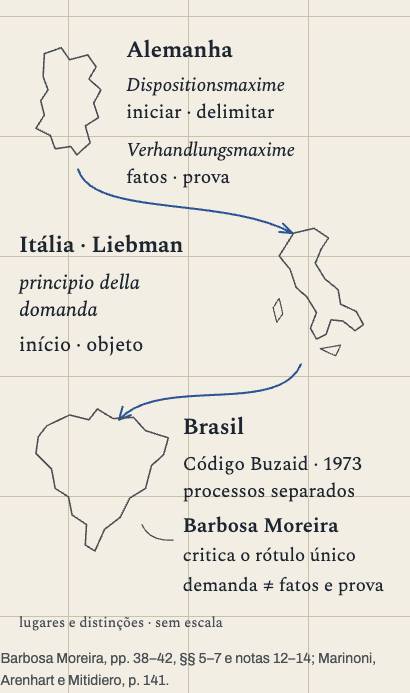 Alemanha
Dispositionsmaxime
iniciar · delimitar
Verhandlungsmaxime
fatos · prova
Itália · Liebman
principio della
domanda
início · objeto
Brasil
Código Buzaid · 1973
processos separados
Barbosa Moreira
critica o rótulo único
demanda ≠ fatos e prova
lugares e distinções · sem escala
Barbosa Moreira, pp. 38–42, §§ 5–7 e notas 12–14; Marinoni,
Arenhart e Mitidiero, p. 141.